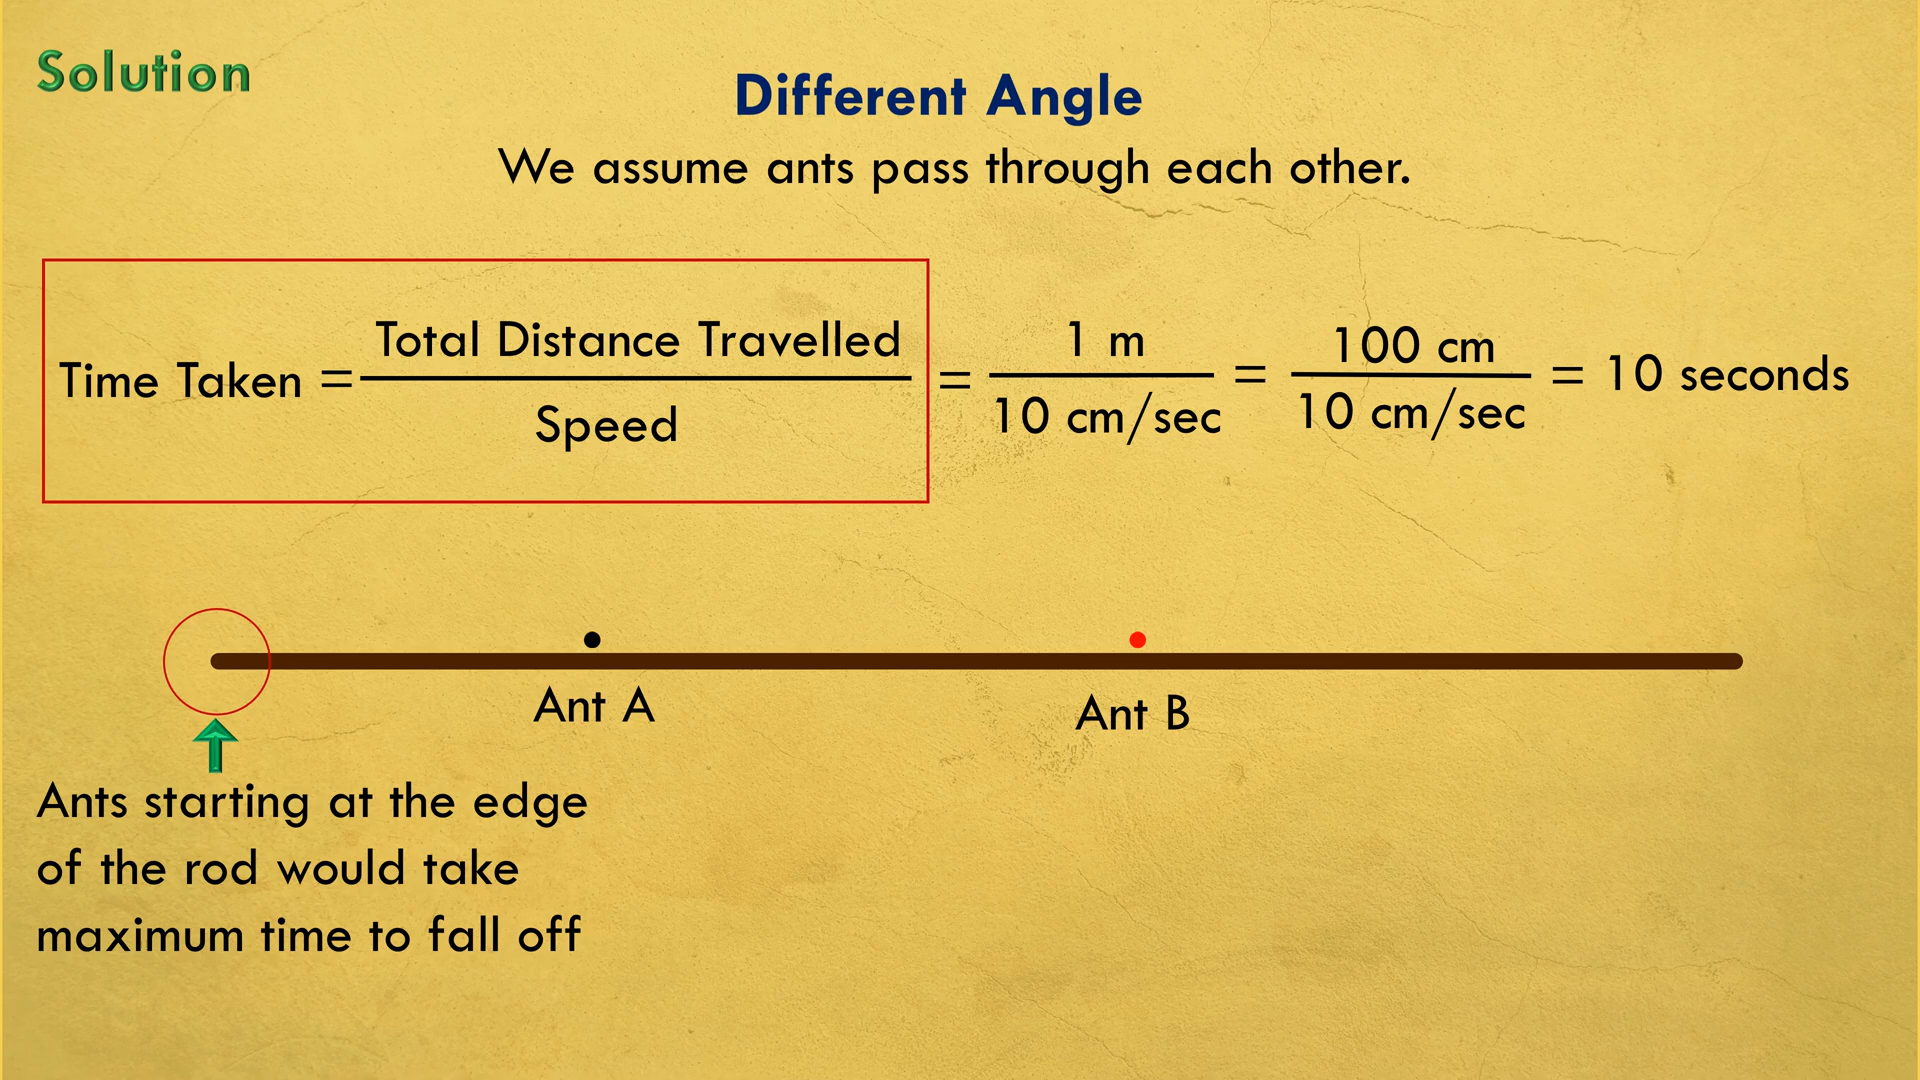 Solution
Different Angle
We assume ants pass through each other.
Time Taken = Total Distance Travelled / Speed = 1 m / 10 cm/sec = 100 cm / 10 cm/sec = 10 seconds
Ant A
Ant B
Ants starting at the edge
of the rod would take
maximum time to fall off